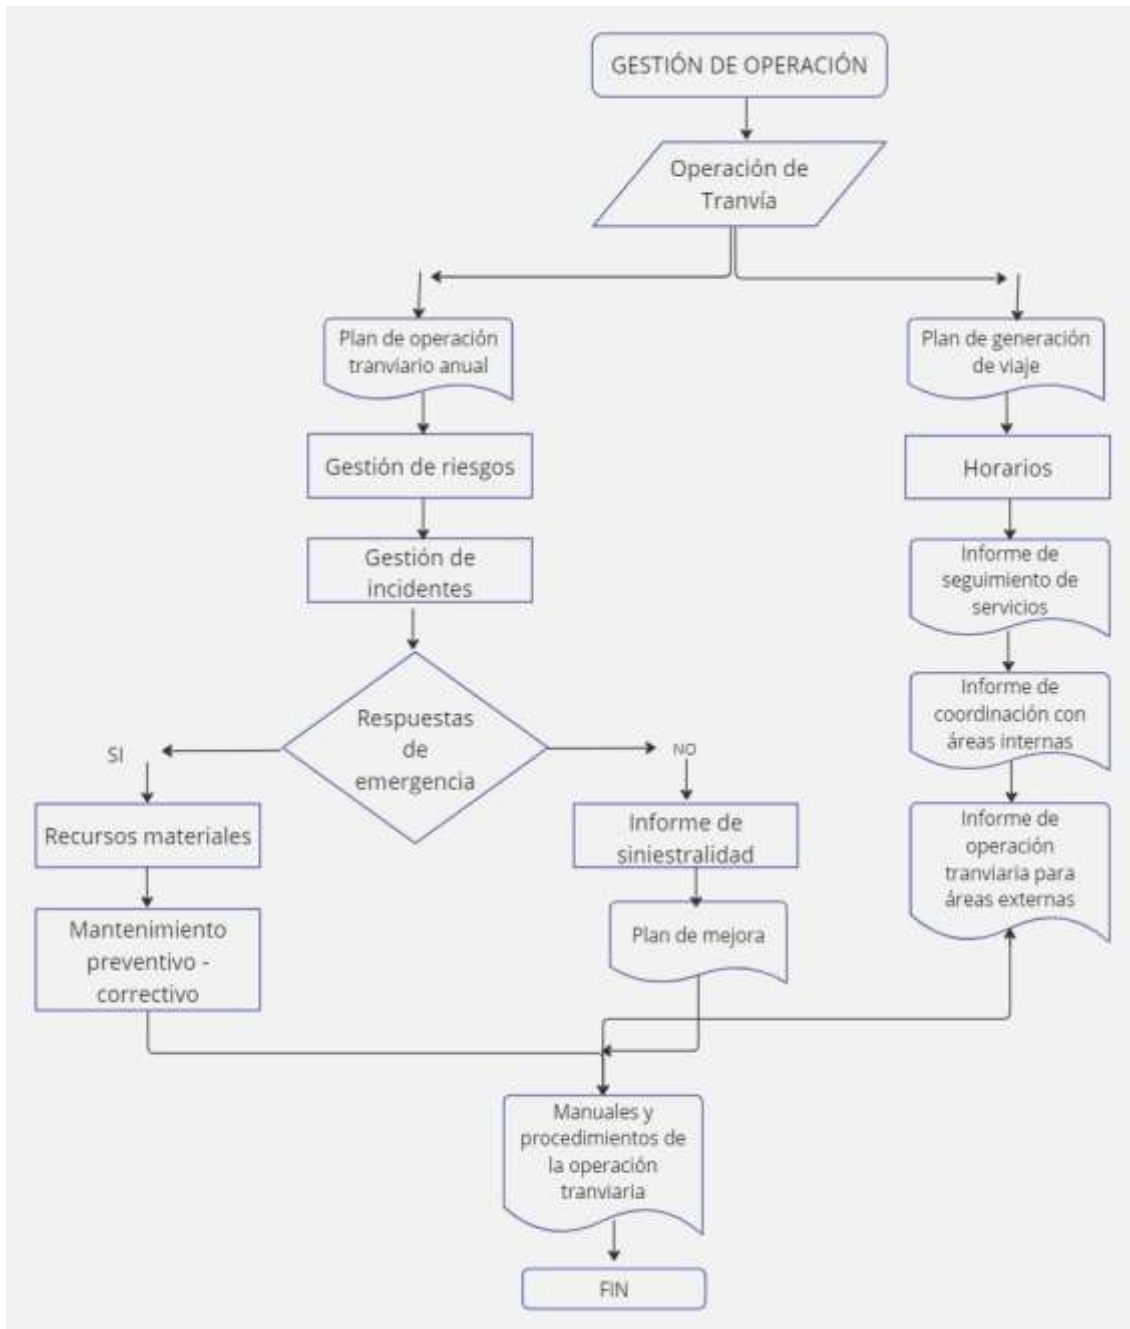 GESTIÓN DE OPERACIÓN
Operación de
Tranvía
Plan de operación
tranviario anual
Gestión de riesgos
Gestión de
incidentes
Respuestas
de
emergencia
SI
Recursos materiales
Mantenimiento
preventivo -
correctivo
NO
Informe de
siniestralidad
Plan de mejora
Plan de generación
de viaje
Horarios
Informe de
seguimiento de
servicios
Informe de
coordinación con
áreas internas
Informe de
operación
tranviaria para
áreas externas
Manuales y
procedimientos de
la operación
tranviaria
FIN